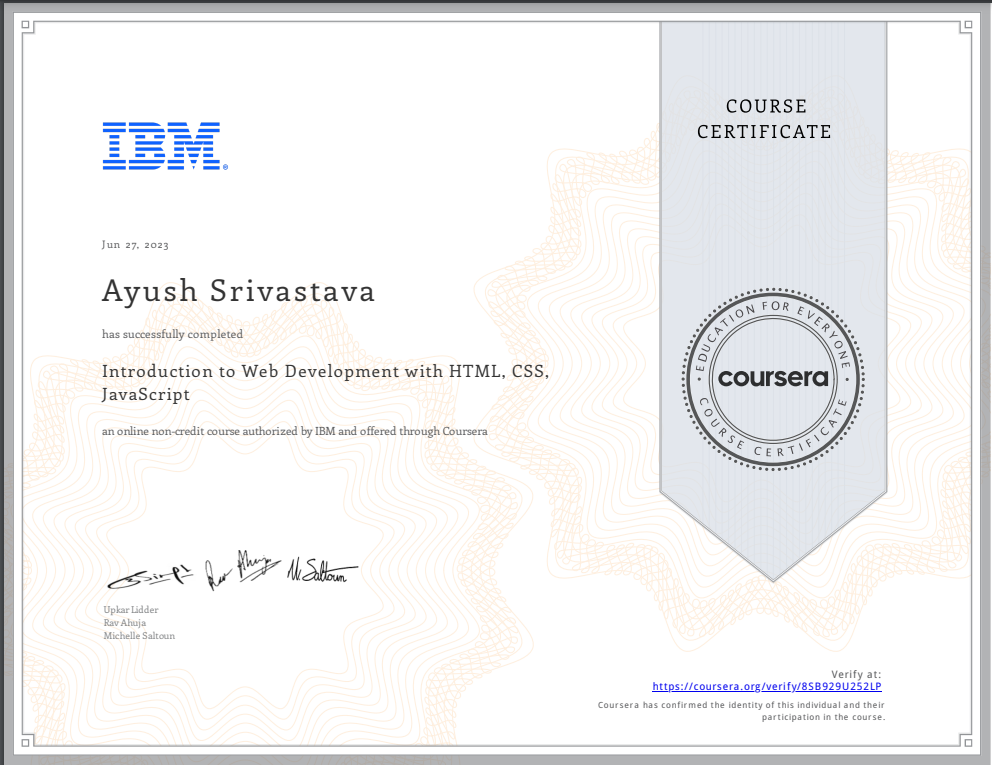 COURSE
CERTIFICATE
IBM®
Jun 27, 2023
Ayush Srivastava
has successfully completed
Introduction to Web Development with HTML, CSS,
JavaScript
an online non-credit course authorized by IBM and offered through Coursera
EDUCATION FOR EVERYONE
coursera
COURSE CERTIFICATE
M. Saltoun
Upkar Lidder
Rav Ahuja
Michelle Saltoun
Verify at:
https://coursera.org/verify/8SB929U252LP
Coursera has confirmed the identity of this individual and their
participation in the course.